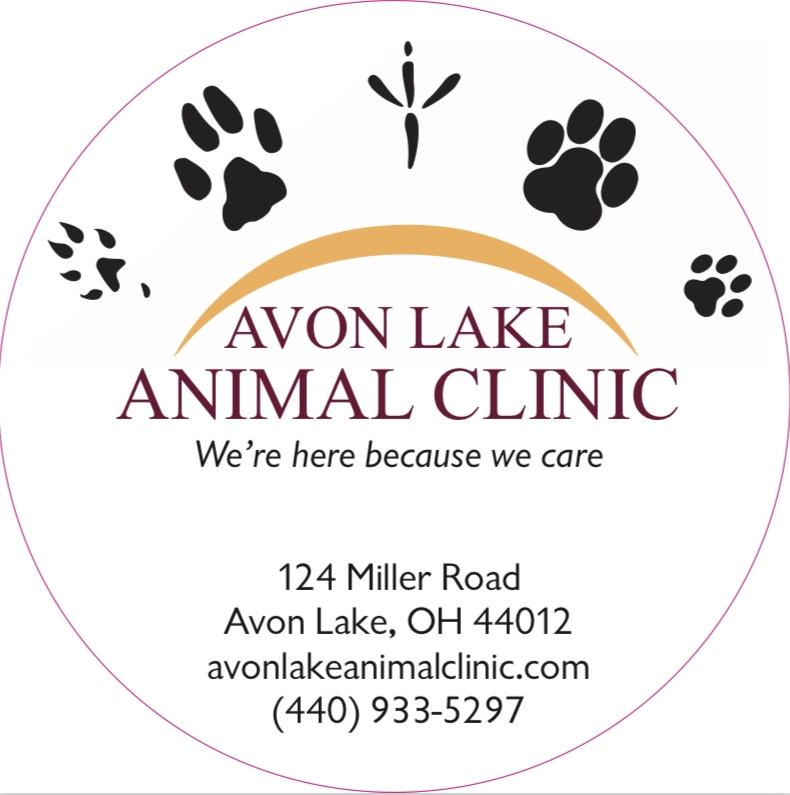 AVON LAKE
ANIMAL CLINIC
We’re here because we care
124 Miller Road
Avon Lake, OH 44012
avonlakeanimalclinic.com
(440) 933-5297